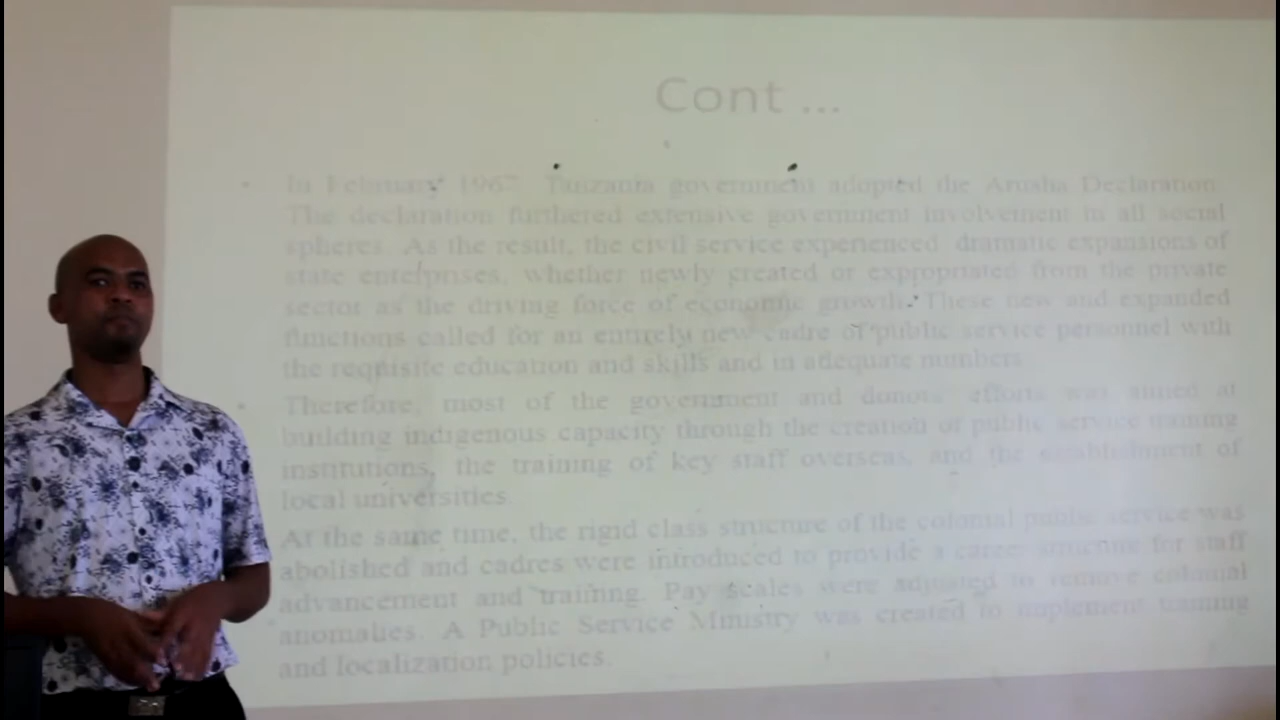 Cont ...
• In February 1967 Tanzania government adopted the Arusha Declaration.
The declaration furthered extensive government involvement in all social
spheres. As the result, the civil service experienced dramatic expansions of
state enterprises, whether newly created or expropriated from the private
sector as the driving force of economic growth. These new and expanded
functions called for an entirely new cadre of public service personnel with
the requisite education and skills and in adequate numbers.
• Therefore, most of the government and donors efforts was aimed at
building indigenous capacity through the creation of public service training
institutions, the training of key staff overseas, and the establishment of
local universities.
At the same time, the rigid class structure of the colonial public service was
abolished and cadres were introduced to provide a career structure for staff
advancement and training. Pay scales were adjusted to remove colonial
anomalies. A Public Service Ministry was created to implement training
and localization policies.